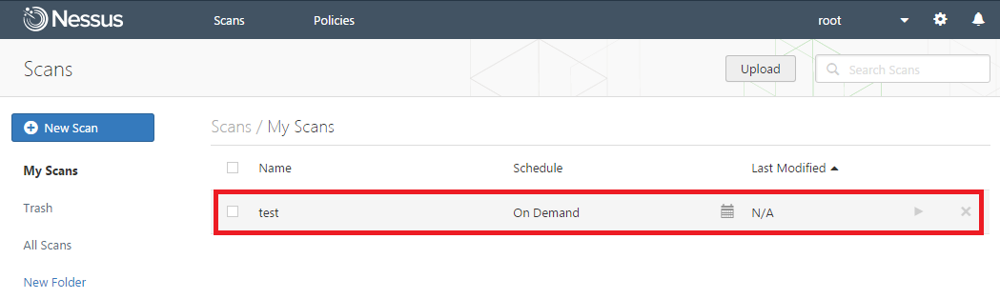 Nessus Scans Policies root
Scans Upload Search Scans
New Scan
Scans / My Scans
My Scans
Name Schedule Last Modified
Trash
test On Demand N/A
All Scans
New Folder